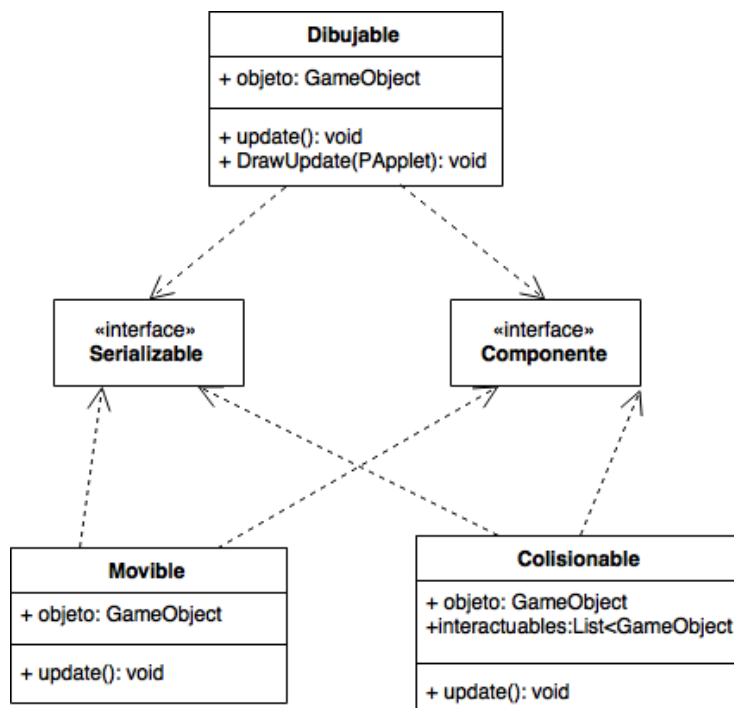 Dibujable
+ objeto: GameObject
+ update(): void
+ DrawUpdate(PApplet): void
«interface»
Serializable
«interface»
Componente
Movible
+ objeto: GameObject
+ update(): void
Colisionable
+ objeto: GameObject
+interactuables:List<GameObject
+ update(): void